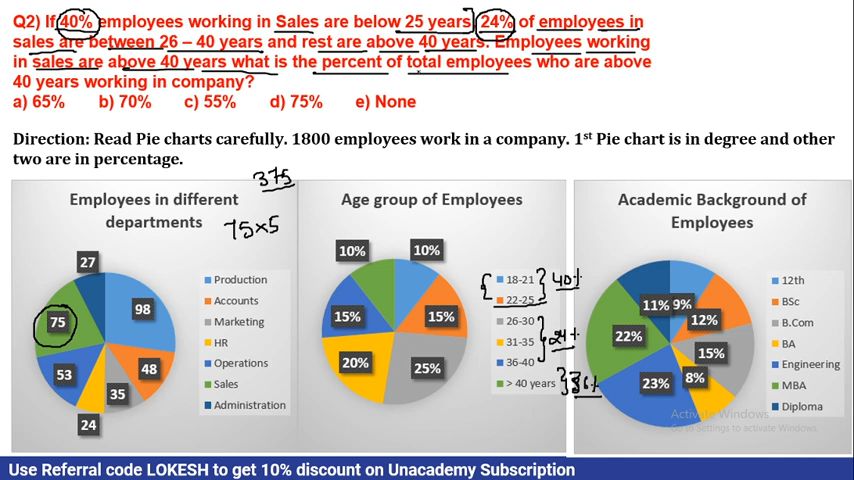 Q2) If 40% employees working in Sales are below 25 years, 24% of employees in
sales are between 26 – 40 years and rest are above 40 years. Employees working
in sales are above 40 years what is the percent of total employees who are above
40 years working in company?
a) 65% b) 70% c) 55% d) 75% e) None
Direction: Read Pie charts carefully. 1800 employees work in a company. 1st Pie chart is in degree and other
two are in percentage.
375
75×5
Employees in different
departments
27
98
75
48
53
35
24
Production
Accounts
Marketing
HR
Operations
Sales
Administration
Age group of Employees
10% 10%
15% 15%
20% 25%
18-21
22-25
26-30
31-35
36-40
> 40 years
40%
24%
36%
Academic Background of
Employees
11% 9%
12%
22%
15%
23% 8%
12th
BSc
B.Com
BA
Engineering
MBA
Diploma
Activate Windows
Go to Settings to activate Windows.
Use Referral code LOKESH to get 10% discount on Unacademy Subscription